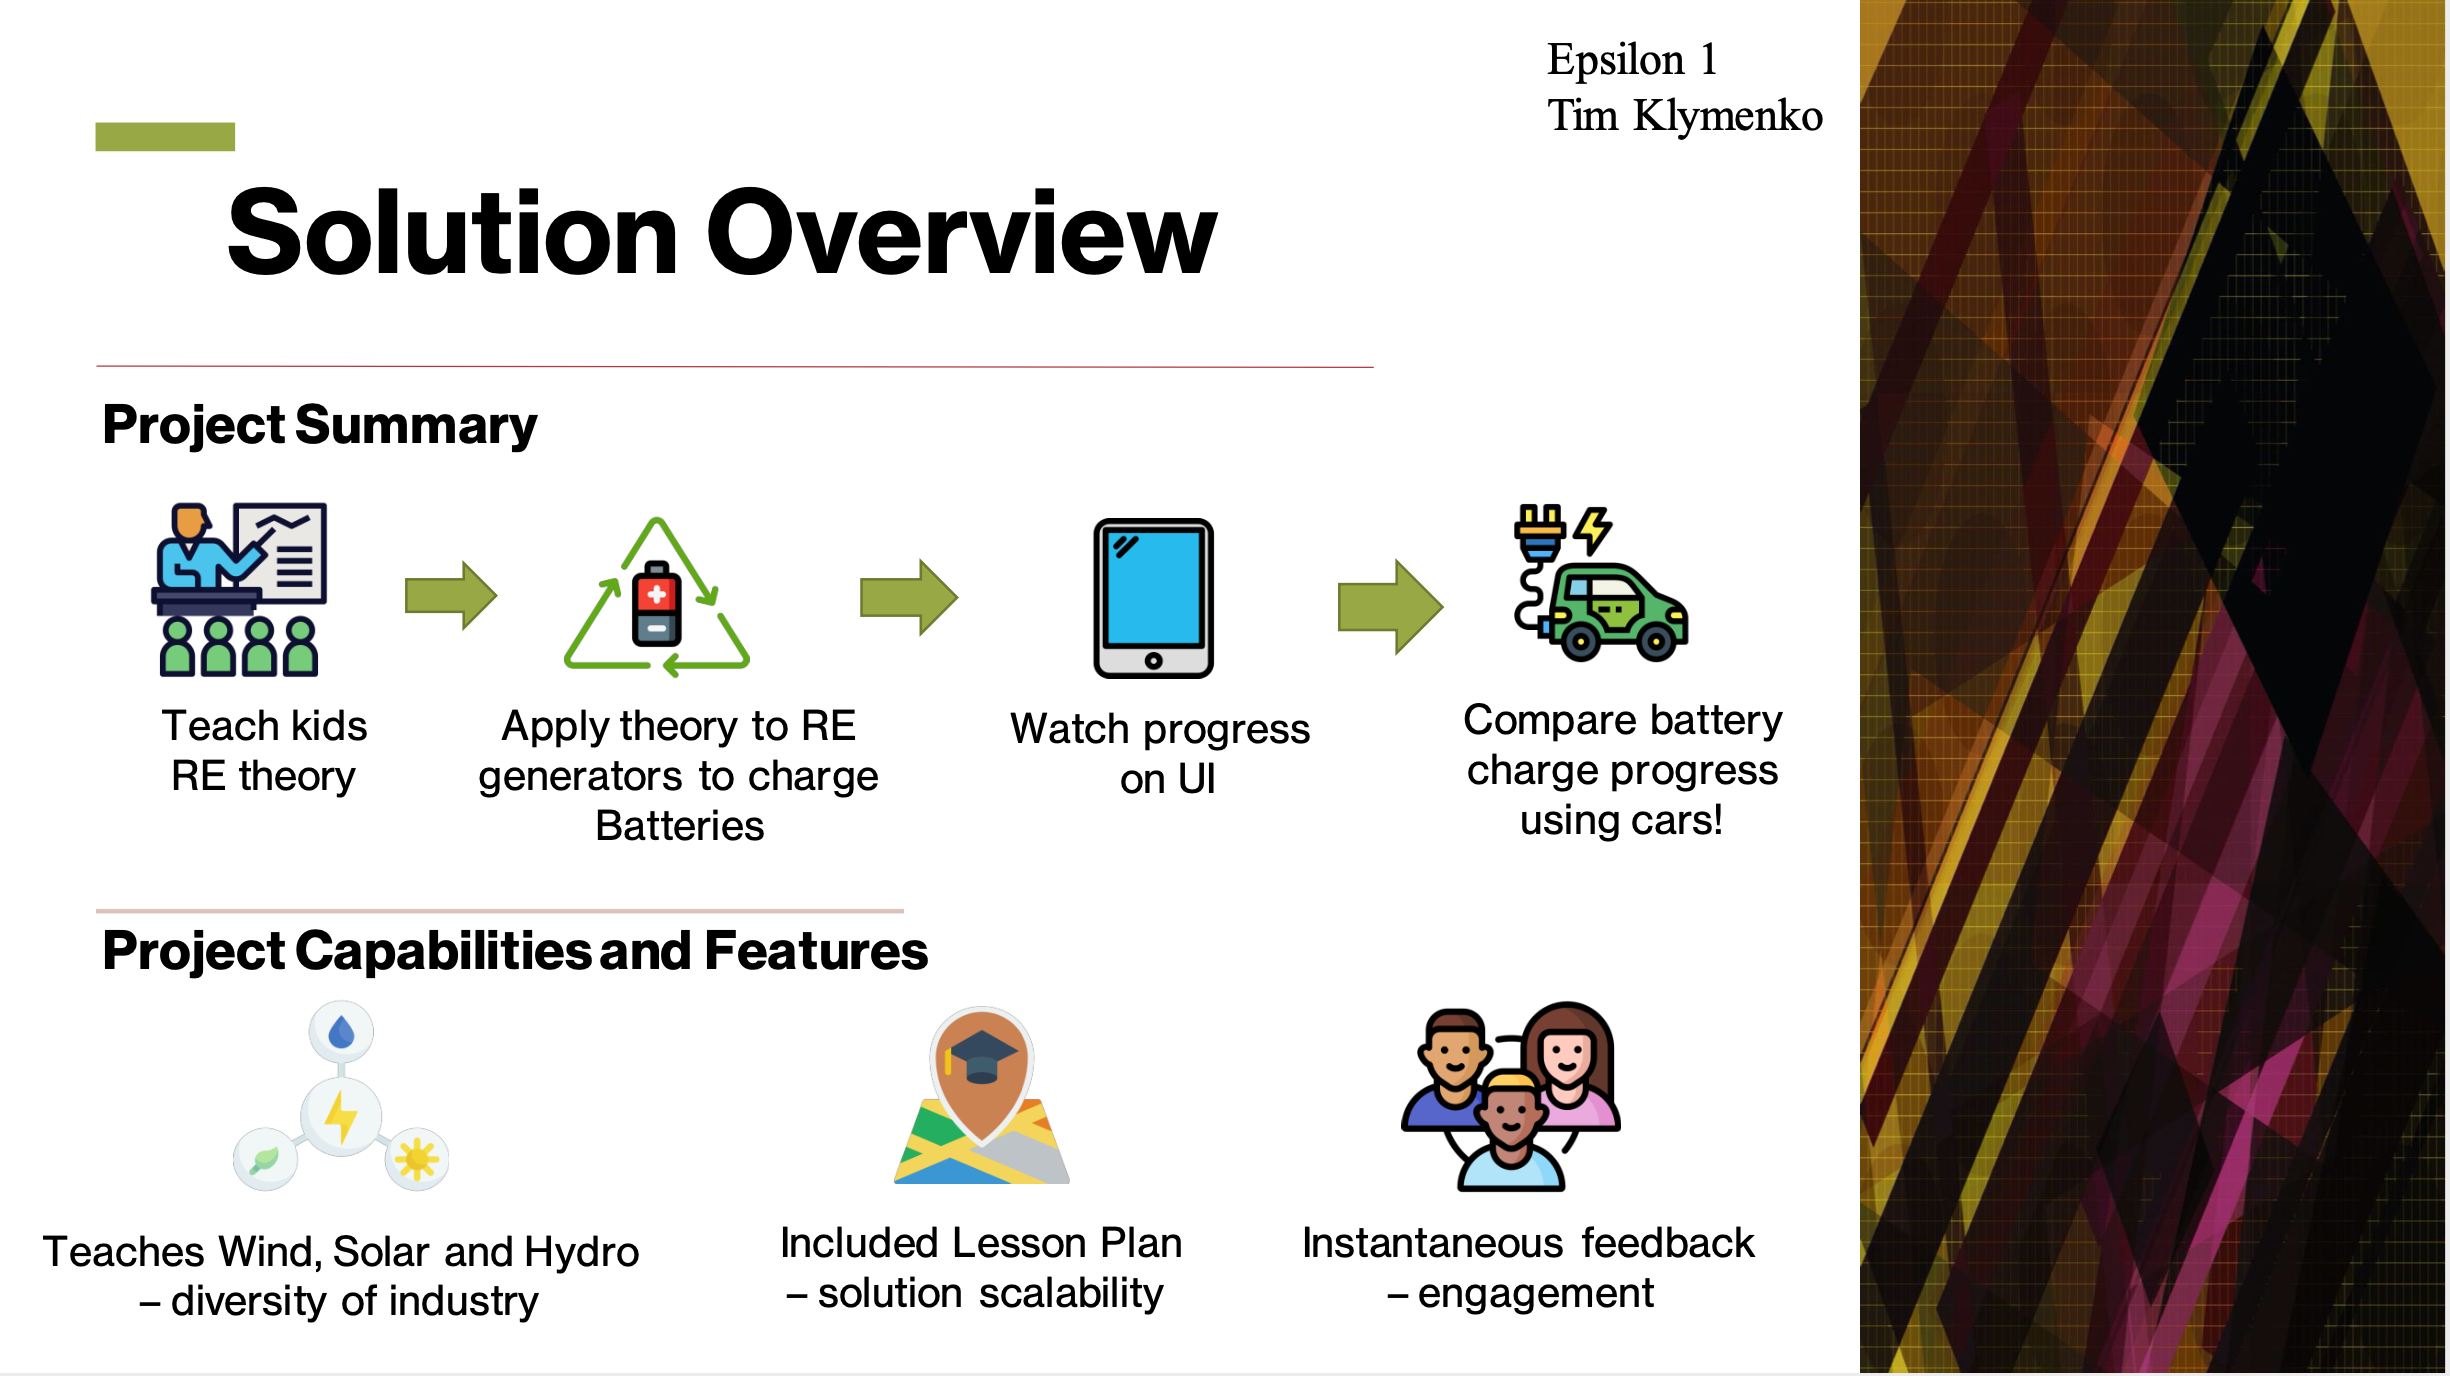 Epsilon 1
Tim Klymenko
Solution Overview
Project Summary
Teach kids
RE theory
Apply theory to RE
generators to charge
Batteries
Watch progress
on UI
Compare battery
charge progress
using cars!
Project Capabilities and Features
Teaches Wind, Solar and Hydro
– diversity of industry
Included Lesson Plan
– solution scalability
Instantaneous feedback
– engagement